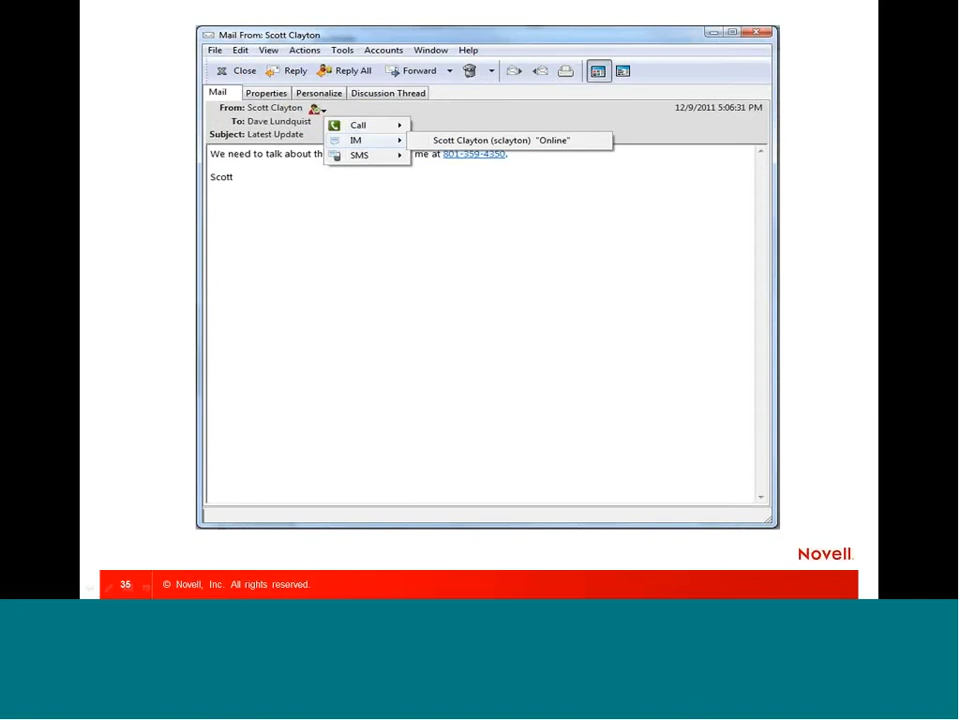 Mail From: Scott Clayton
File Edit View Actions Tools Accounts Window Help
Close Reply Reply All Forward
Mail Properties Personalize Discussion Thread
From: Scott Clayton 12/9/2011 5:06:31 PM
To: Dave Lundquist
Subject: Latest Update
Call
IM Scott Clayton (sclayton) "Online"
SMS
We need to talk about th me at 801-359-4350.
Scott
Novell.
35 © Novell, Inc. All rights reserved.